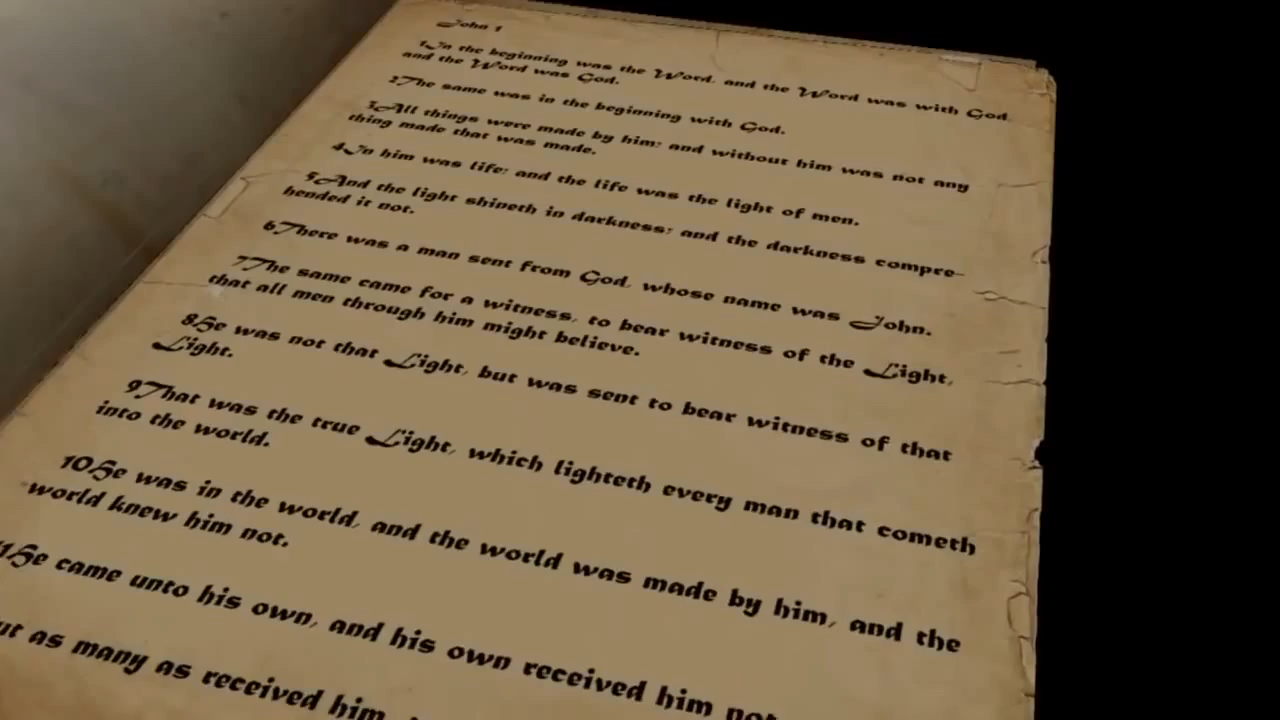 John 1
1In the beginning was the Word, and the Word was with God,
and the Word was God.
2The same was in the beginning with God.
3All things were made by him; and without him was not any
thing made that was made.
4In him was life; and the life was the light of men.
5And the light shineth in darkness; and the darkness compre-
hended it not.
6There was a man sent from God, whose name was John.
7The same came for a witness, to bear witness of the Light,
that all men through him might believe.
8He was not that Light, but was sent to bear witness of that
Light.
9That was the true Light, which lighteth every man that cometh
into the world.
10He was in the world, and the world was made by him, and the
world knew him not.
11He came unto his own, and his own received him not.
ut as many as received him,